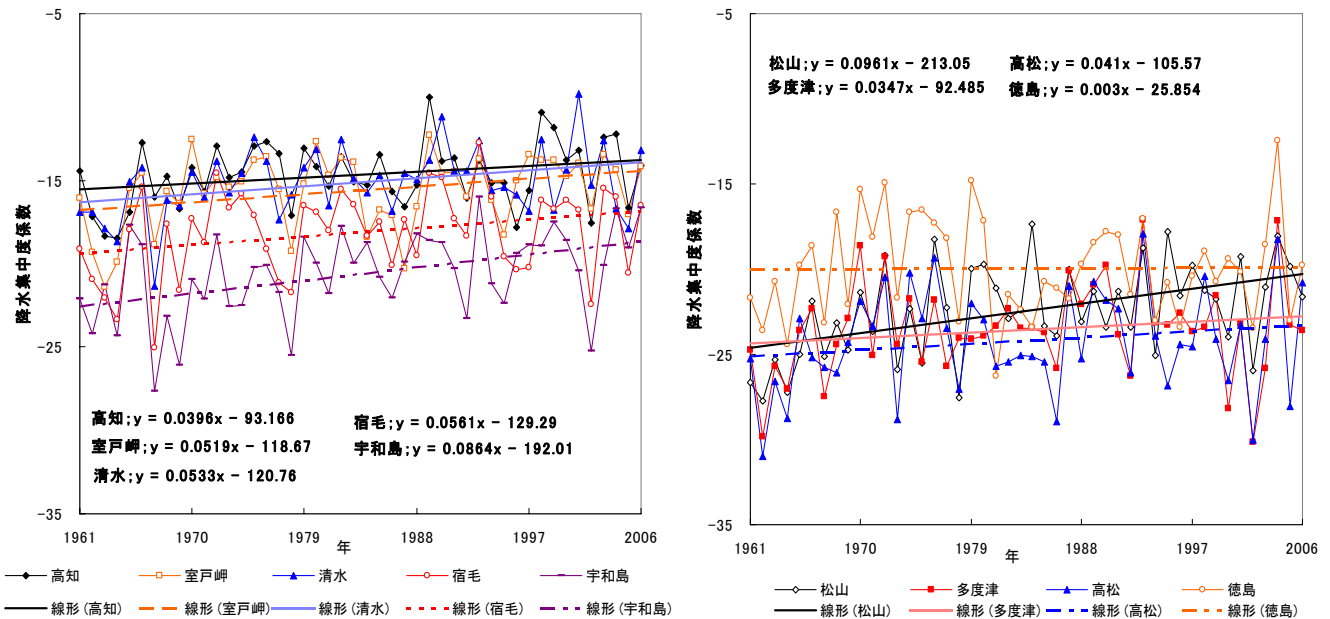 -5
-15
-25
-35
降水集中度係数
高知;y = 0.0396x - 93.166
宿毛;y = 0.0561x - 129.29
室戸岬;y = 0.0519x - 118.67
宇和島;y = 0.0864x - 192.01
清水;y = 0.0533x - 120.76
1961 1970 1979 1988 1997 2006
年
高知 室戸岬 清水 宿毛 宇和島
線形 (高知) 線形 (室戸岬) 線形 (清水) 線形 (宿毛) 線形 (宇和島)
-5
-15
-25
-35
降水集中度係数
松山;y = 0.0961x - 213.05 高松;y = 0.041x - 105.57
多度津;y = 0.0347x - 92.485 徳島;y = 0.003x - 25.854
1961 1970 1979 1988 1997 2006
年
松山 多度津 高松 徳島
線形 (松山) 線形 (多度津) 線形 (高松) 線形 (徳島)